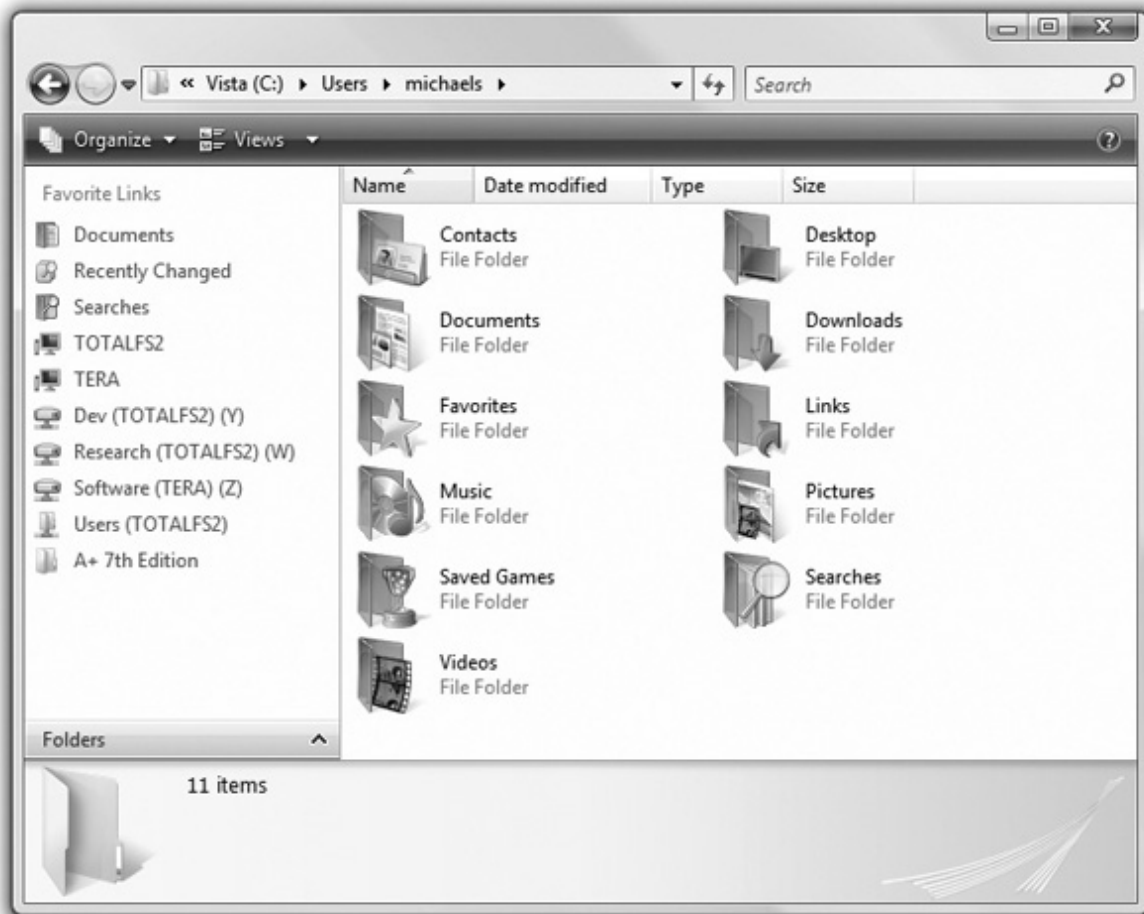 « Vista (C:) Users michaels
Search
Organize Views
Favorite Links
Documents
Recently Changed
Searches
TOTALFS2
TERA
Dev (TOTALFS2) (Y)
Research (TOTALFS2) (W)
Software (TERA) (Z)
Users (TOTALFS2)
A+ 7th Edition
Folders
Name Date modified Type Size
Contacts
File Folder
Desktop
File Folder
Documents
File Folder
Downloads
File Folder
Favorites
File Folder
Links
File Folder
Music
File Folder
Pictures
File Folder
Saved Games
File Folder
Searches
File Folder
Videos
File Folder
11 items